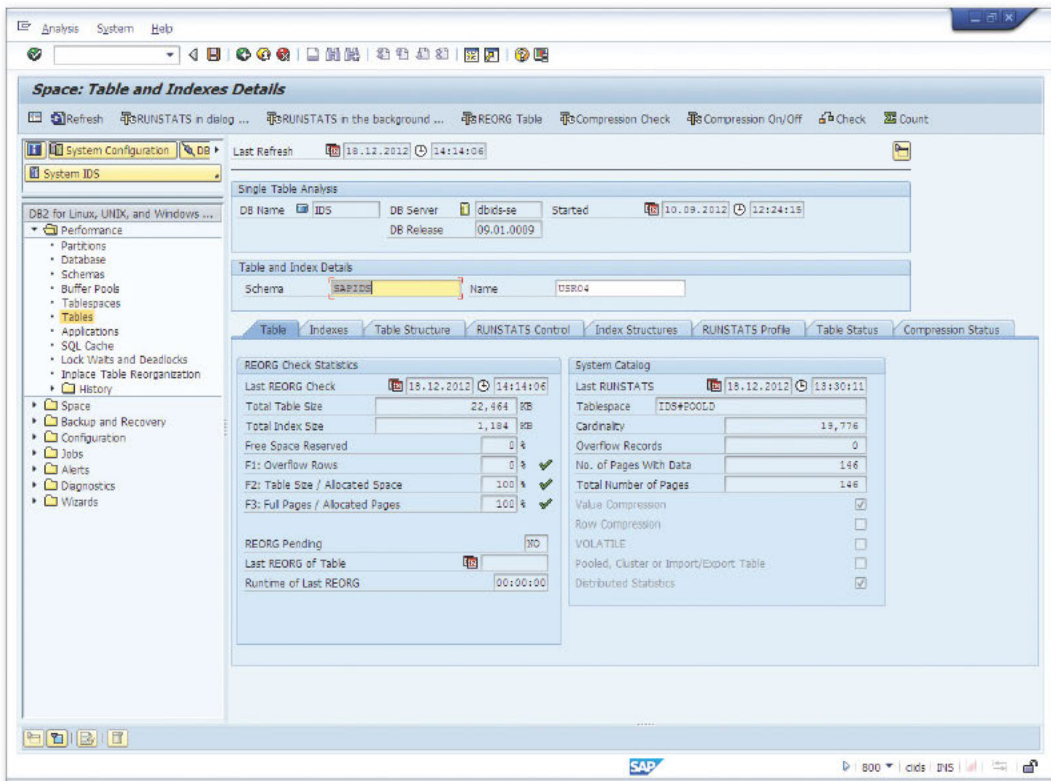 Analysis System Help
Space: Table and Indexes Details
Refresh RUNSTATS in dialog ... RUNSTATS in the background ... REORG Table Compression Check Compression On/Off Check Count
System Configuration DB
Last Refresh 18.12.2012 14:14:06
System IDS
Single Table Analysis
DB Name IDS DB Server dbids-se Started 10.09.2012 12:24:15
DB Release 09.01.0009
DB2 for Linux, UNIX, and Windows ...
Performance
Partitions
Database
Schemas
Buffer Pools
Tablespaces
Tables
Applications
SQL Cache
Lock Waits and Deadlocks
Inplace Table Reorganization
History
Space
Backup and Recovery
Configuration
Jobs
Alerts
Diagnostics
Wizards
Table and Index Details
Schema SAPIDS Name USR04
Table Indexes Table Structure RUNSTATS Control Index Structures RUNSTATS Profile Table Status Compression Status
REORG Check Statistics
Last REORG Check 18.12.2012 14:14:06
Total Table Size 22,464 KB
Total Index Size 1,184 KB
Free Space Reserved 0 %
F1: Overflow Rows 0 %
F2: Table Size / Allocated Space 100 %
F3: Full Pages / Allocated Pages 100 %
REORG Pending NO
Last REORG of Table
Runtime of Last REORG 00:00:00
System Catalog
Last RUNSTATS 18.12.2012 13:30:11
Tablespace IDS#POOLD
Cardinality 19,776
Overflow Records 0
No. of Pages With Data 146
Total Number of Pages 146
Value Compression
Row Compression
VOLATILE
Pooled, Cluster or Import/Export Table
Distributed Statistics
SAP
800 INS